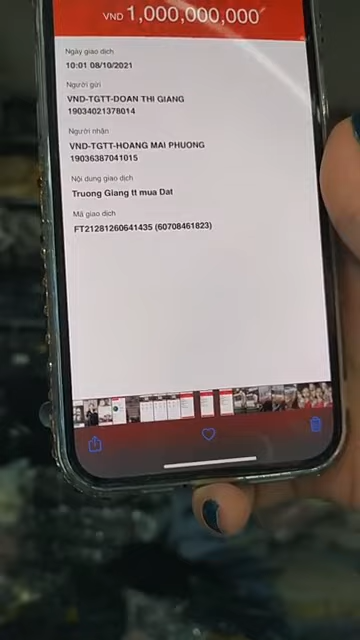 VND 1,000,000,000
Ngày giao dịch
10:01 08/10/2021
Người gửi
VND-TGTT-DOAN THI GIANG
19034021378014
Người nhận
VND-TGTT-HOANG MAI PHUONG
19036387041015
Nội dung giao dịch
Truong Giang tt mua Dat
Mã giao dịch
FT21281260641435 (60708461823)